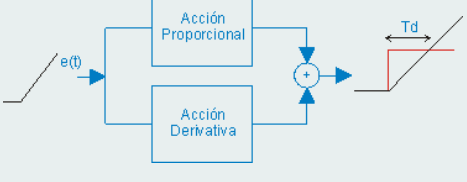 Acción
Proporcional
Td
e(t)
+
Acción
Derivativa